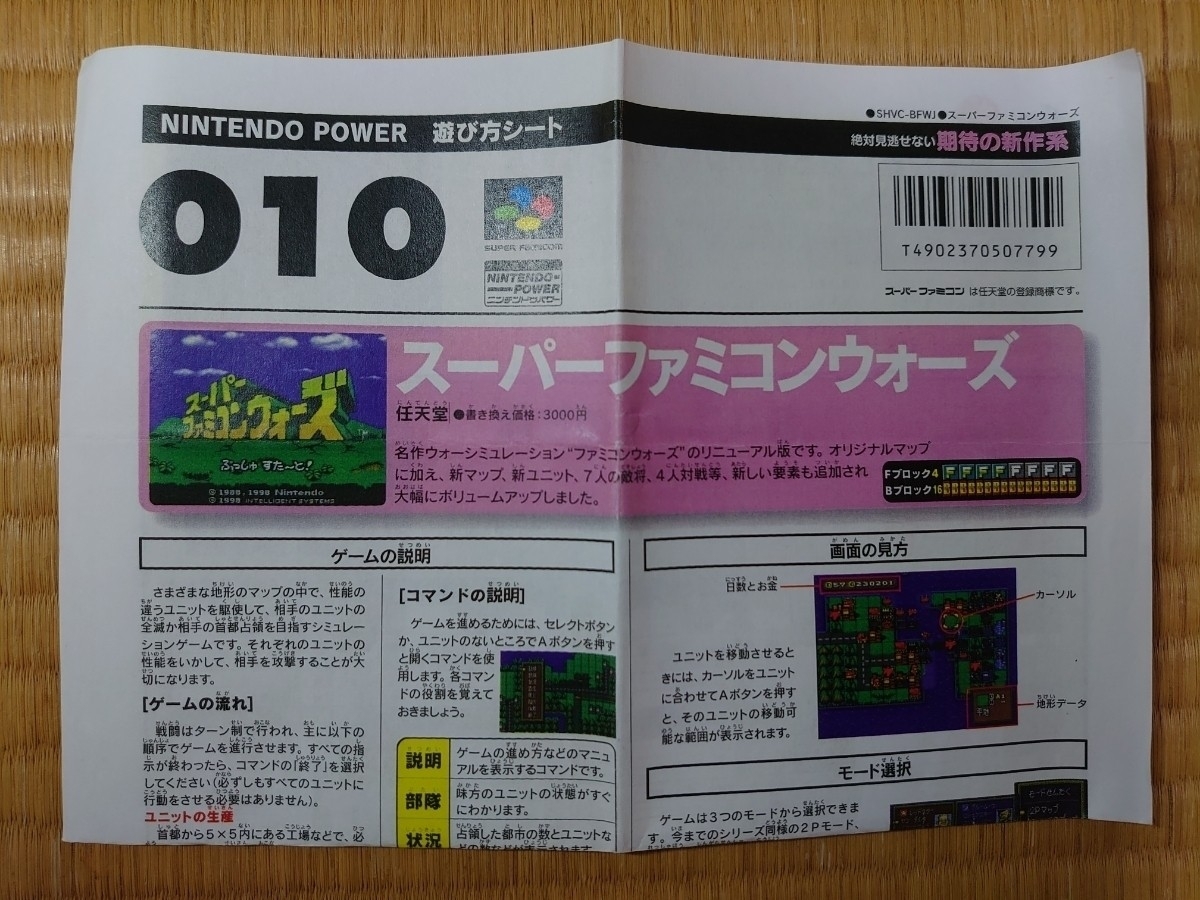 ●SHVC-BFWJ●スーパーファミコンウォーズ
NINTENDO POWER 遊び方シート
絶対見逃せない期待の新作系
010
SUPER FAMICOM
NINTENDO
POWER
ニンテンドウパワー
T4902370507799
スーパーファミコン は任天堂の登録商標です。
スーパー
ファミコンウォーズ
ぷっしゅ すたーと!
© 1988, 1998 Nintendo
© 1998 INTELLIGENT SYSTEMS
スーパーファミコンウォーズ
任天堂 ●書き換え価格:3000円
名作ウォーシミュレーション“ファミコンウォーズ”のリニューアル版です。オリジナルマップ
に加え、新マップ、新ユニット、7人の敵将、4人対戦等、新しい要素も追加され
大幅にボリュームアップしました。
Fブロック4 F F F F F F F F
Bブロック16
ゲームの説明
さまざまな地形のマップの中で、性能の
違うユニットを駆使して、相手のユニットの
全滅か相手の首都占領を目指すシミュレー
ションゲームです。それぞれのユニットの
性能をいかして、相手を攻撃することが大
切になります。
[ゲームの流れ]
戦闘はターン制で行われ、主に以下の
順序でゲームを進行させます。すべての指
示が終わったら、コマンドの「終了」を選択
してください(必ずしもすべてのユニットに
行動をさせる必要はありません)。
ユニットの生産
首都から5×5内にある工場などで、必
[コマンドの説明]
ゲームを進めるためには、セレクトボタン
か、ユニットのないところでAボタンを押す
と開くコマンドを使
用します。各コマン
ドの役割を覚えて
おきましょう。
説明 ゲームの進め方などのマニュ
アルを表示するコマンドです。
部隊 味方のユニットの状態がすぐ
にわかります。
状況 占領した都市の数とユニットな
どの数などが表示されます
画面の見方
日数とお金
カーソル
地形データ
ユニットを移動させると
きには、カーソルをユニット
に合わせてAボタンを押す
と、そのユニットの移動可
能な範囲が表示されます。
モード選択
ゲームは3つのモードから選択できま
す。今までのシリーズ同様の2Pモード、
モードせんたく